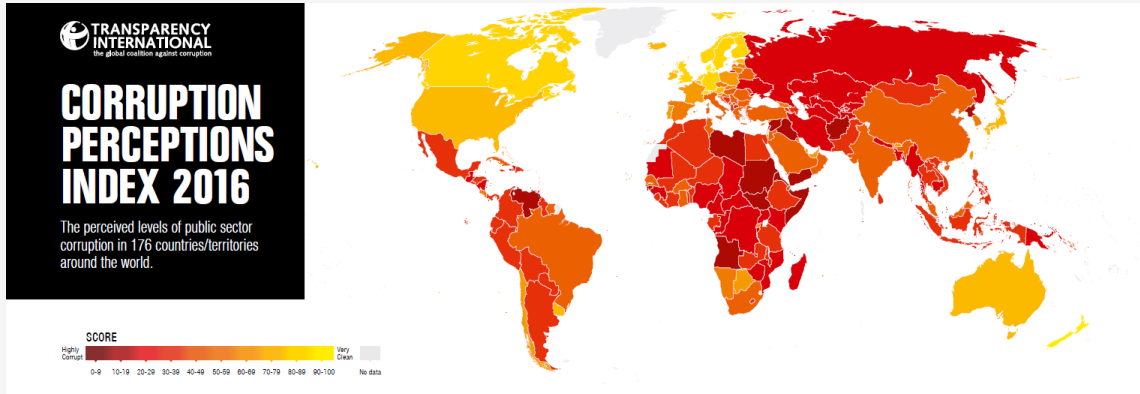 TRANSPARENCY
INTERNATIONAL
the global coalition against corruption
CORRUPTION
PERCEPTIONS
INDEX 2016
The perceived levels of public sector
corruption in 176 countries/territories
around the world.
SCORE
Highly
Corrupt
Very
Clean
0-9 10-19 20-29 30-39 40-49 50-59 60-69 70-79 80-89 90-100 No data